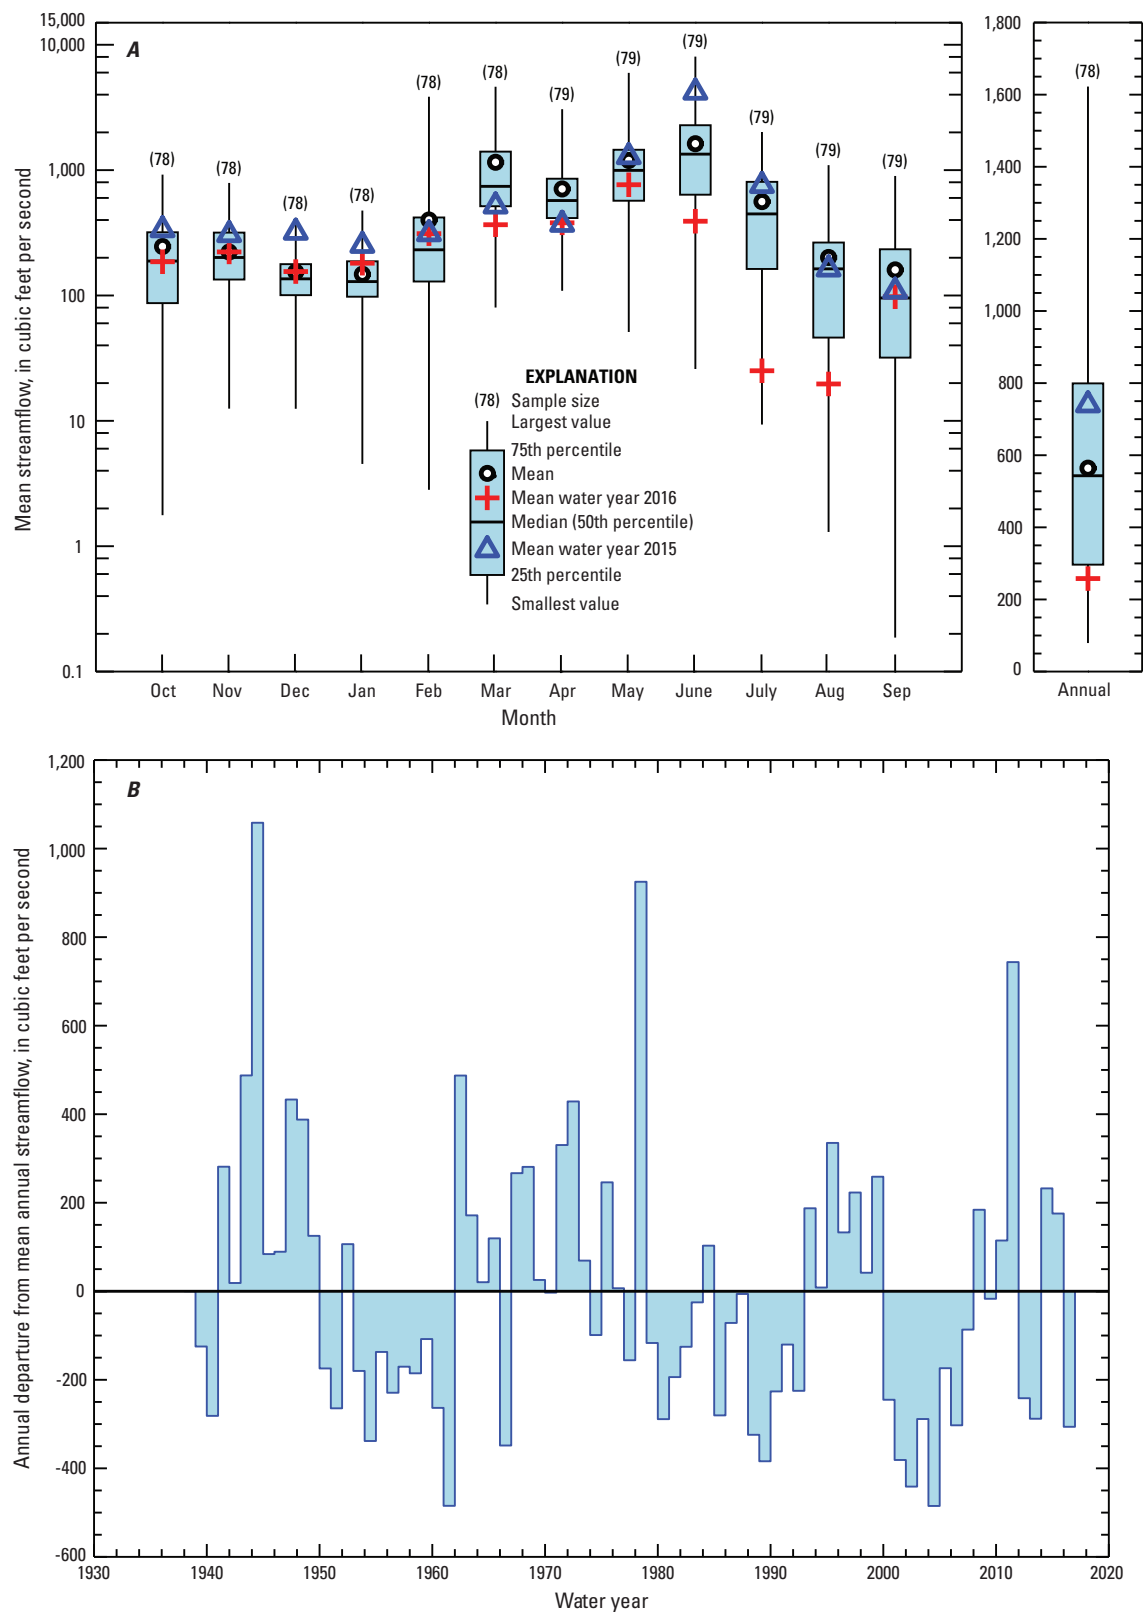 A
Mean streamflow, in cubic feet per second
15,000
10,000
1,000
100
10
1
0.1
(78)
(78)
(78)
(78)
(78)
(78)
(79)
(79)
(79)
(79)
(79)
(79)
EXPLANATION
(78) Sample size
Largest value
75th percentile
Mean
Mean water year 2016
Median (50th percentile)
Mean water year 2015
25th percentile
Smallest value
Oct Nov Dec Jan Feb Mar Apr May June July Aug Sep
Month
1,800
1,600
1,400
1,200
1,000
800
600
400
200
0
(78)
Annual
B
Annual departure from mean annual streamflow, in cubic feet per second
1,200
1,000
800
600
400
200
0
-200
-400
-600
1930 1940 1950 1960 1970 1980 1990 2000 2010 2020
Water year